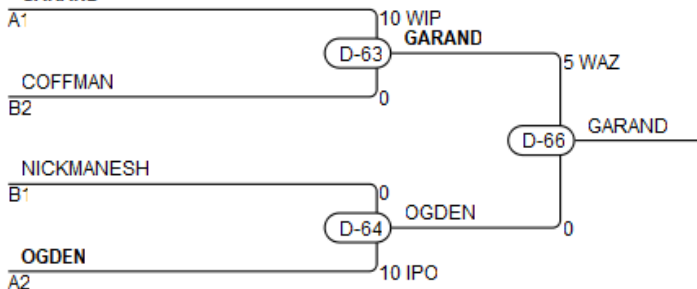 A1
10 WIP
D-63
GARAND
COFFMAN
B2
0
5 WAZ
D-66
GARAND
NICKMANESH
B1
0
D-64
OGDEN
0
OGDEN
A2
10 IPO